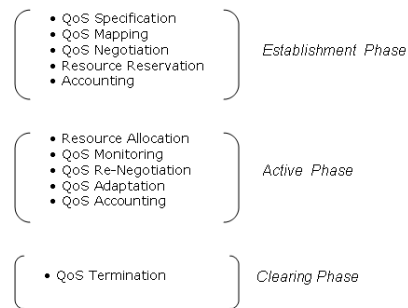 • QoS Specification
• QoS Mapping
• QoS Negotiation
• Resource Reservation
• Accounting
Establishment Phase
• Resource Allocation
• QoS Monitoring
• QoS Re-Negotiation
• QoS Adaptation
• QoS Accounting
Active Phase
• QoS Termination
Clearing Phase